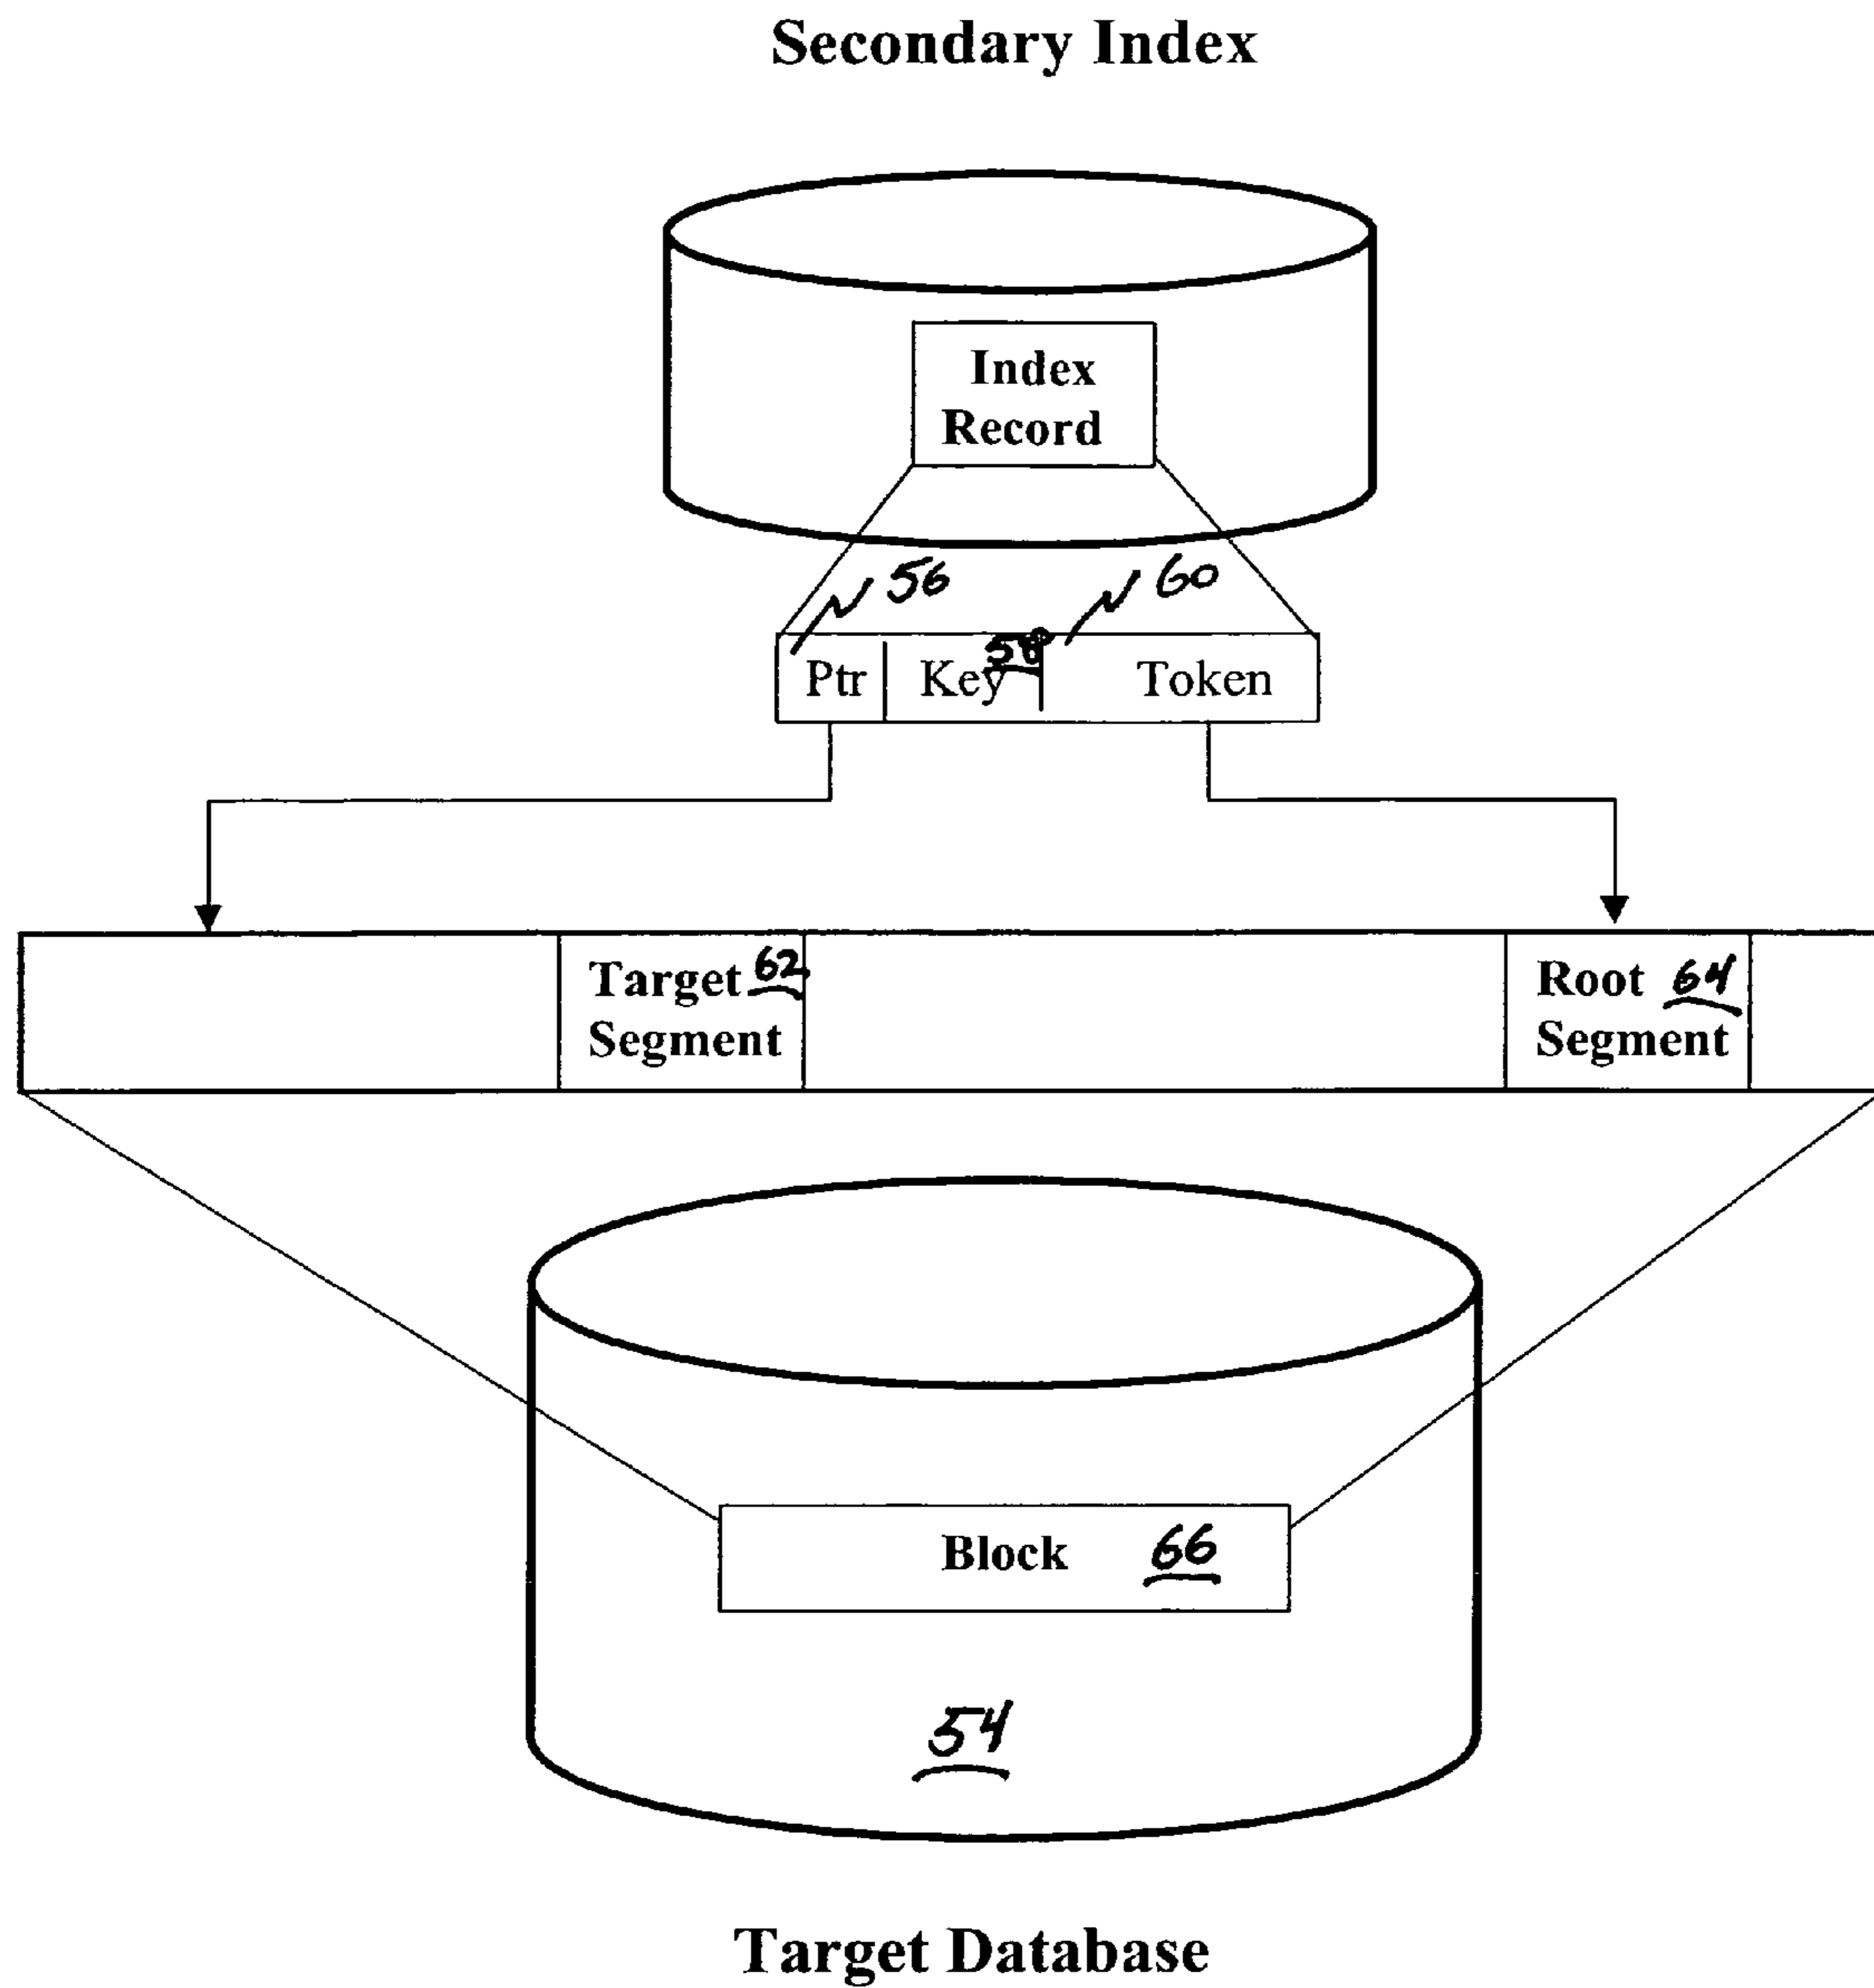 Secondary Index
Index
Record
56
60
Ptr
Key
Token
Target 62
Segment
Root 64
Segment
Block 66
54
Target Database